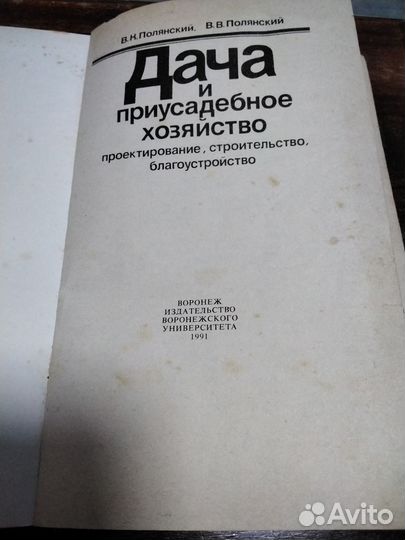 В.К.Полянский, В.В.Полянский
Дача
и
приусадебное
хозяйство
проектирование, строительство,
благоустройство
ВОРОНЕЖ
ИЗДАТЕЛЬСТВО
ВОРОНЕЖСКОГО
УНИВЕРСИТЕТА
1991
Avito